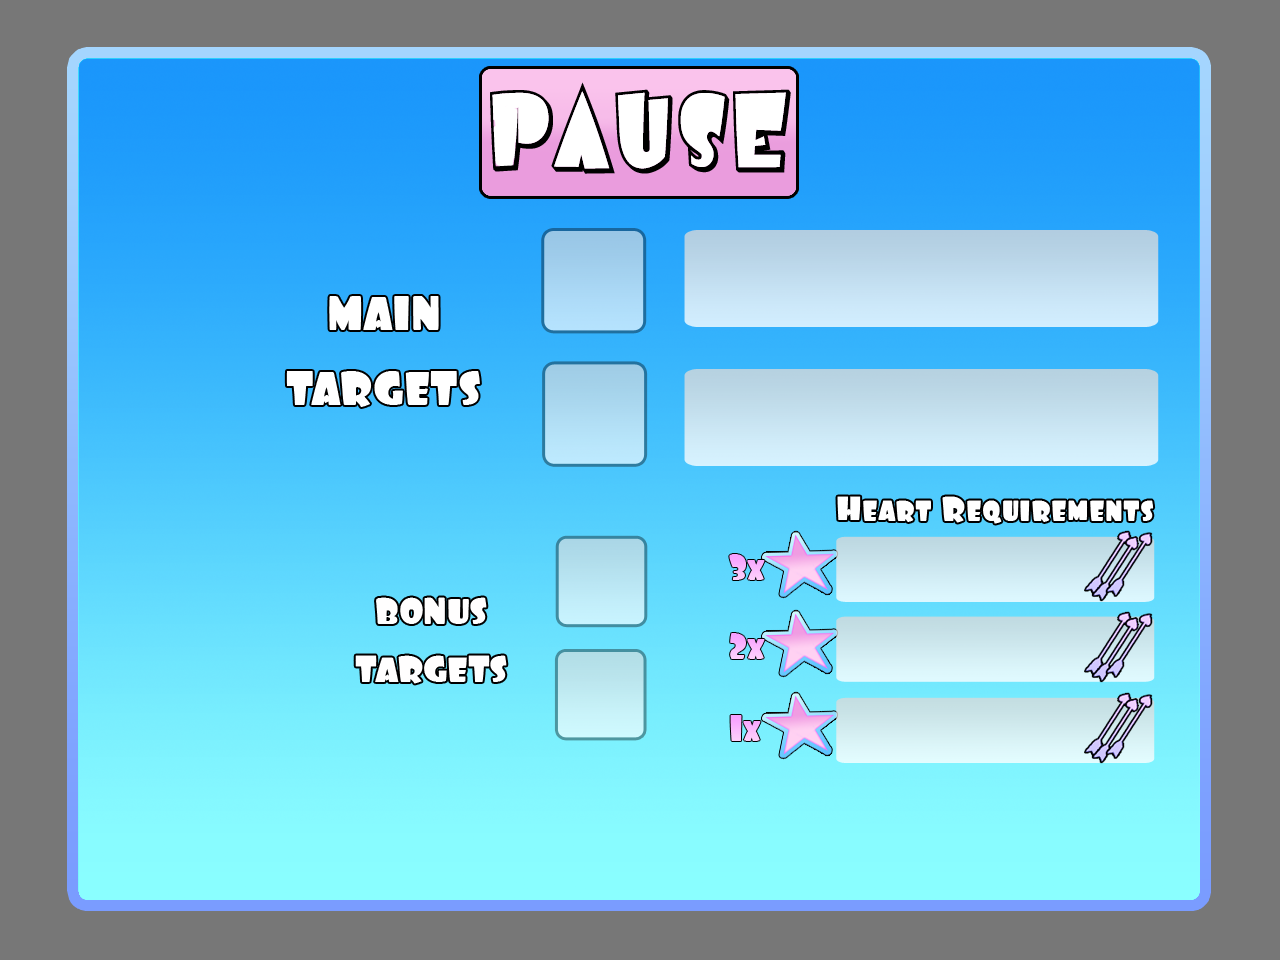 PAUSE
MAIN
TARGETS
HEART REQUIREMENTS
3x
BONUS
2x
TARGETS
1x